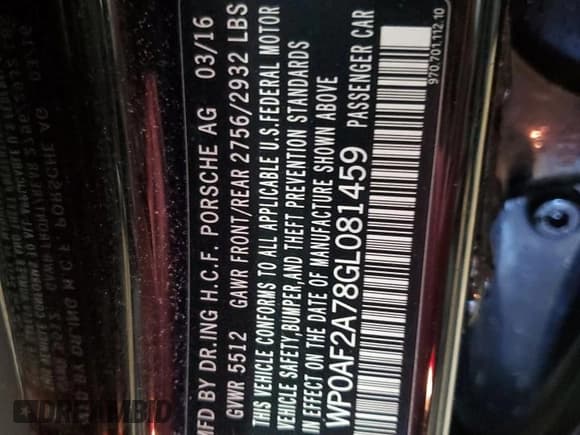 MFD BY DR.ING H.C.F. PORSCHE AG 03/16
GVWR 5512 GAWR FRONT/REAR 2756/2932 LBS
THIS VEHICLE CONFORMS TO ALL APPLICABLE U.S.FEDERAL MOTOR
VEHICLE SAFETY,BUMPER,AND THEFT PREVENTION STANDARDS
IN EFFECT ON THE DATE OF MANUFACTURE SHOWN ABOVE
WP0AF2A78GL081459 PASSENGER CAR
970.701.112.10
DREAMBID